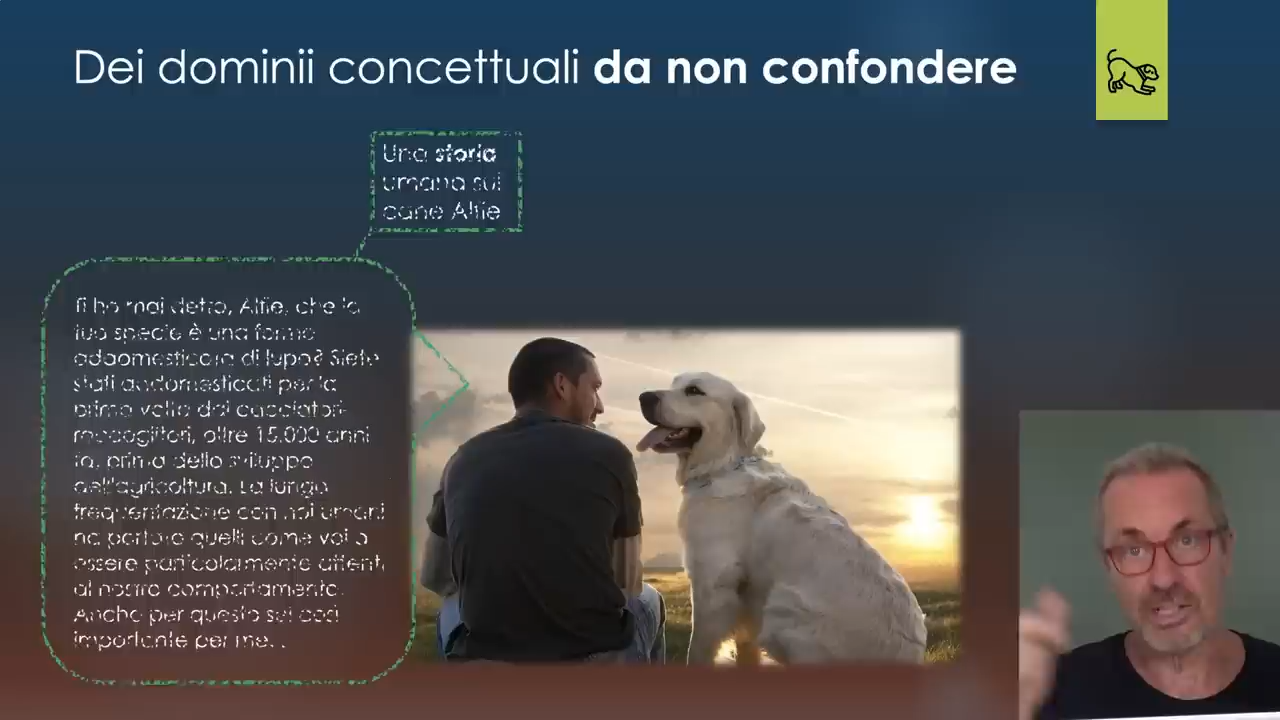 Dei dominii concettuali da non confondere
Una storia
umana sul
cane Alfie
Ti ho mai detto, Alfie, che la
tua specie è una forma
addomesticata di lupo? Siete
stati addomesticati per la
prima volta dai cacciatori-
raccoglitori, oltre 15.000 anni
fa, prima dello sviluppo
dell'agricoltura. La lunga
frequentazione con noi umani
ha portato quelli come voi a
essere particolarmente attenti
al nostro comportamento.
Anche per questo sei così
importante per me…